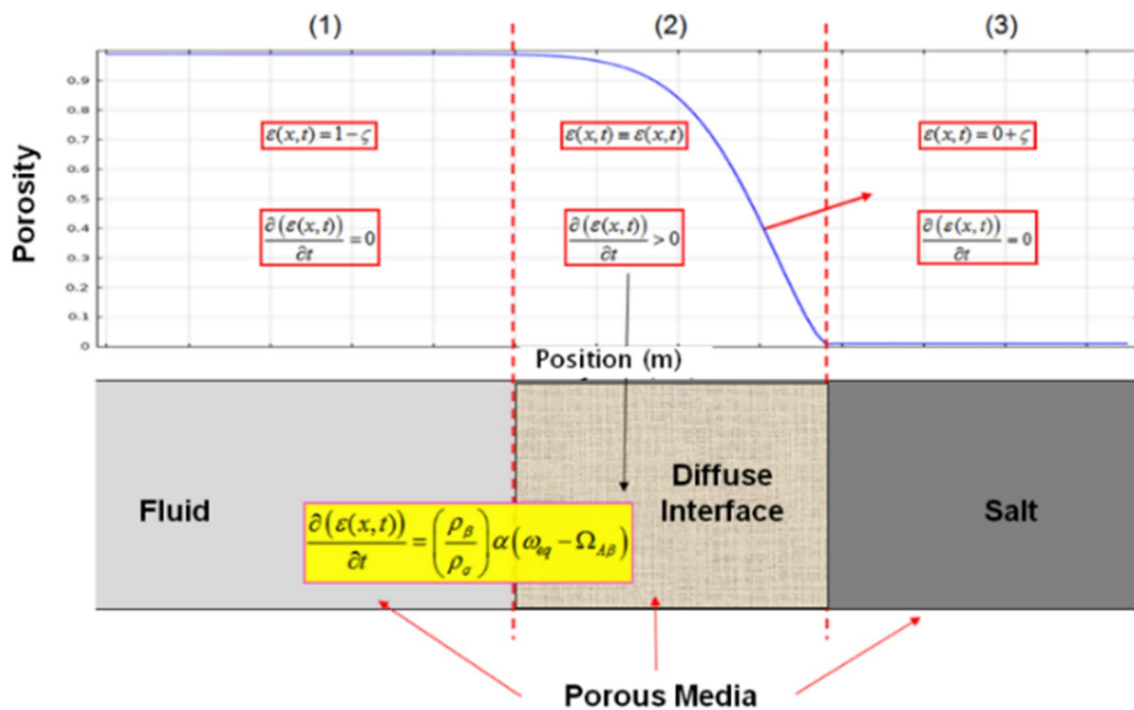 (1) (2) (3)
Porosity
0.9
0.8
0.7
0.6
0.5
0.4
0.3
0.2
0.1
0
ε(x,t)=1−ζ
ε(x,t)=ε(x,t)
ε(x,t)=0+ζ
∂(ε(x,t))/∂t=0
∂(ε(x,t))/∂t>0
∂(ε(x,t))/∂t=0
Position (m)
Fluid
Diffuse
Interface
Salt
∂(ε(x,t))/∂t=(ρβ/ρσ)α(ωeq−ΩAβ)
Porous Media